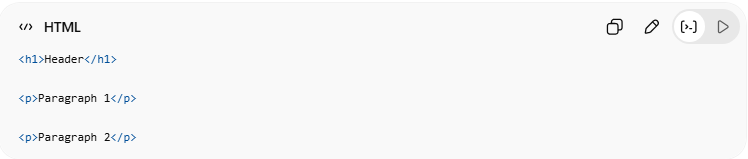 HTML
<h1>Header</h1>
<p>Paragraph 1</p>
<p>Paragraph 2</p>